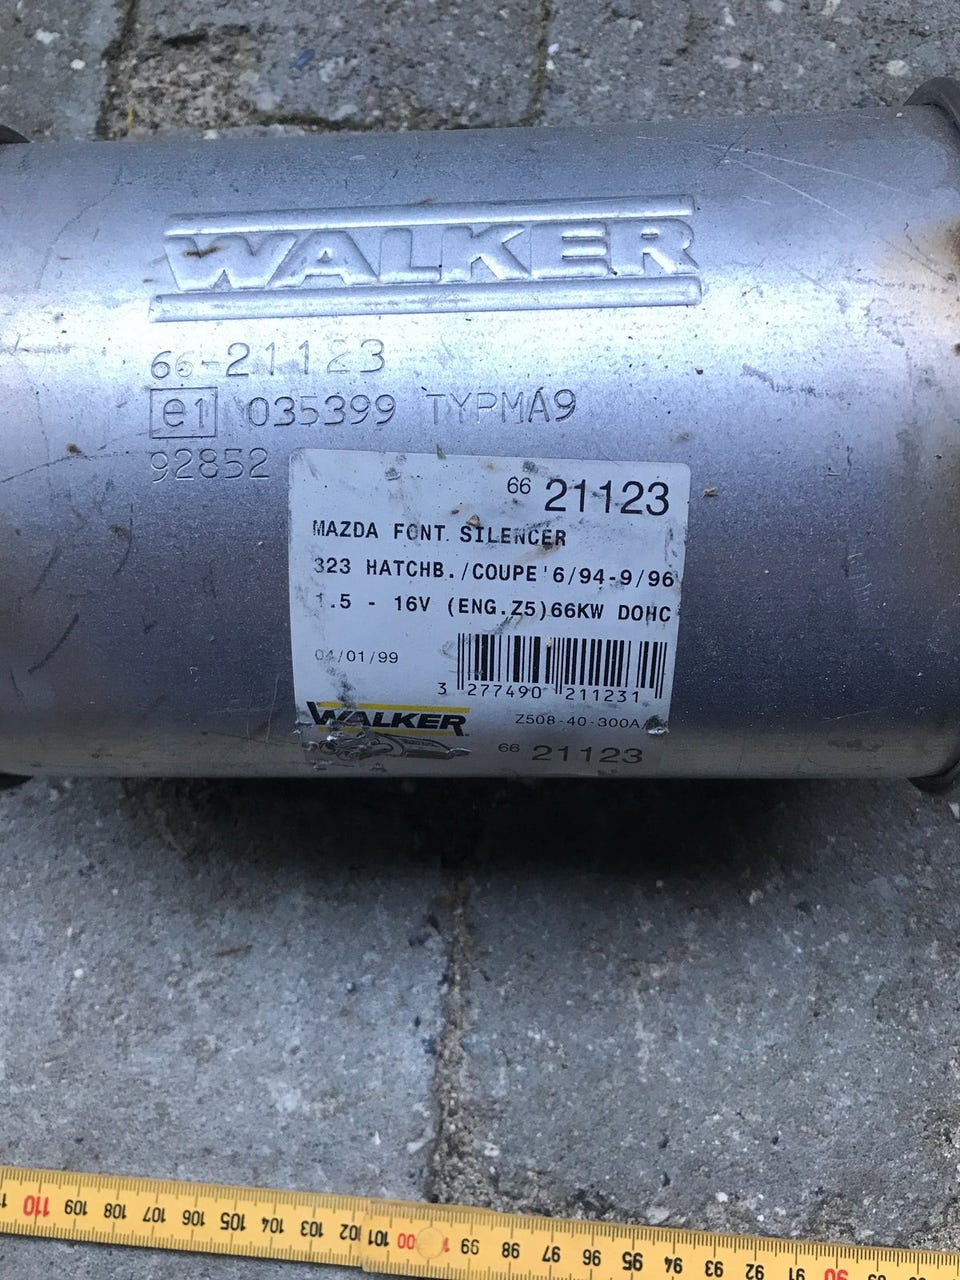 WALKER
66-21123
e1 035399 TYPMA9
92852
66 21123
MAZDA FONT. SILENCER
323 HATCHB./COUPE'6/94-9/96
1.5 - 16V (ENG.Z5)66KW DOHC
04/01/99
3 277490 211231
WALKER
Z508-40-300A/
66 21123
110 109 108 107 106 105 104 103 102 101 100 99 98 97 96 95 94 93 92 91 90